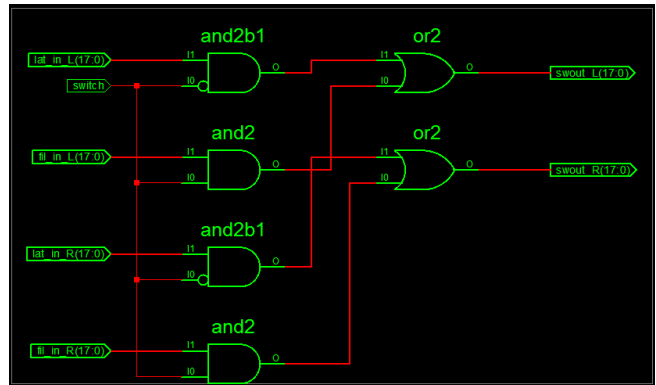 and2b1
or2
lat_in_L(17:0)
I1
I0
O
I1
I0
O
swout_L(17:0)
switch
and2
or2
fil_in_L(17:0)
I1
I0
O
I1
I0
O
swout_R(17:0)
and2b1
lat_in_R(17:0)
I1
I0
O
and2
fil_in_R(17:0)
I1
I0
O